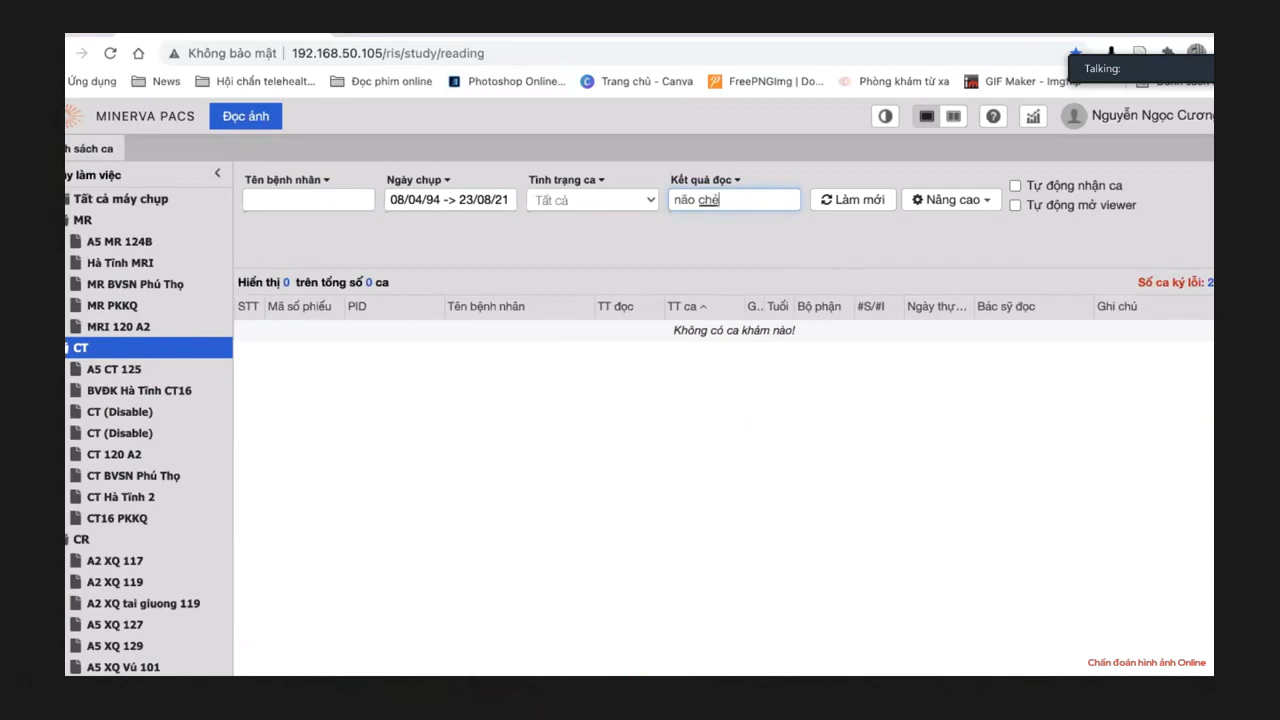 Không bảo mật | 192.168.50.105/ris/study/reading
Ứng dụng News Hội chẩn telehealt... Đọc phim online Photoshop Online... Trang chủ - Canva FreePNGImg | Do... Phòng khám từ xa GIF Maker - Imgflip
Talking:
MINERVA PACS Đọc ảnh Nguyễn Ngọc Cương
h sách ca
y làm việc
Tất cả máy chụp
MR
A5 MR 124B
Hà Tĩnh MRI
MR BVSN Phú Thọ
MR PKKQ
MRI 120 A2
CT
A5 CT 125
BVĐK Hà Tĩnh CT16
CT (Disable)
CT (Disable)
CT 120 A2
CT BVSN Phú Thọ
CT Hà Tĩnh 2
CT16 PKKQ
CR
A2 XQ 117
A2 XQ 119
A2 XQ tai giuong 119
A5 XQ 127
A5 XQ 129
A5 XQ Vú 101
Tên bệnh nhân Ngày chụp Tình trạng ca Kết quả đọc
08/04/94 -> 23/08/21 Tất cả não chẻ Làm mới Nâng cao
Tự động nhận ca
Tự động mở viewer
Hiển thị 0 trên tổng số 0 ca Số ca ký lỗi: 2
STT Mã số phiếu PID Tên bệnh nhân TT đọc TT ca G.. Tuổi Bộ phận #S/#I Ngày thự... Bác sỹ đọc Ghi chú
Không có ca khám nào!
Chẩn đoán hình ảnh Online